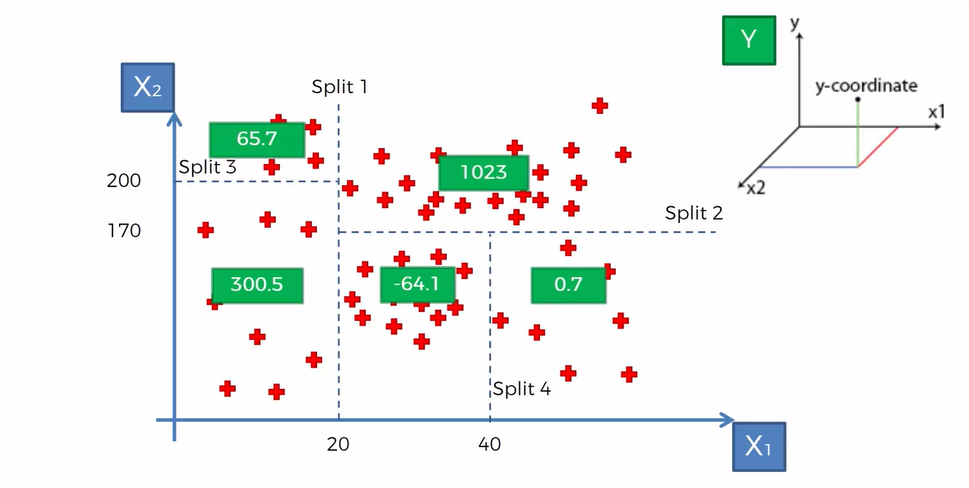 Y
y
y-coordinate
x1
x2
X₂
Split 1
65.7
Split 3
200
1023
Split 2
170
300.5
-64.1
0.7
Split 4
20
40
X₁